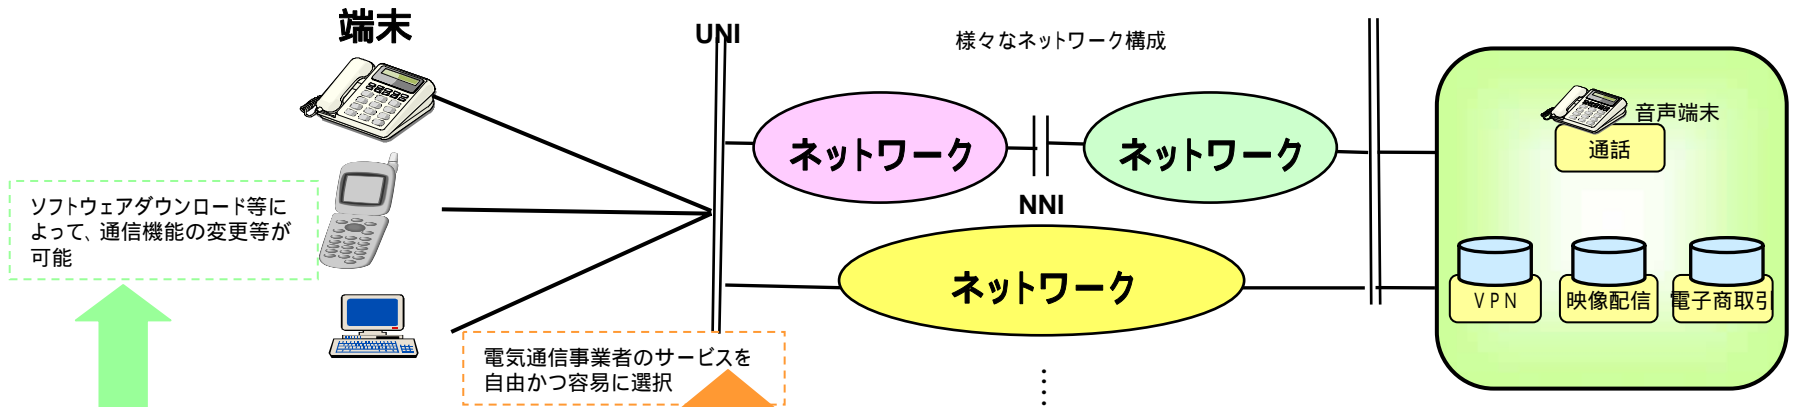 端末
UNI
様々なネットワーク構成
音声端末
通話
ネットワーク
ネットワーク
NNI
ソフトウェアダウンロード等に
よって、通信機能の変更等が
可能
ネットワーク
VPN
映像配信
電子商取引
電気通信事業者のサービスを
自由かつ容易に選択